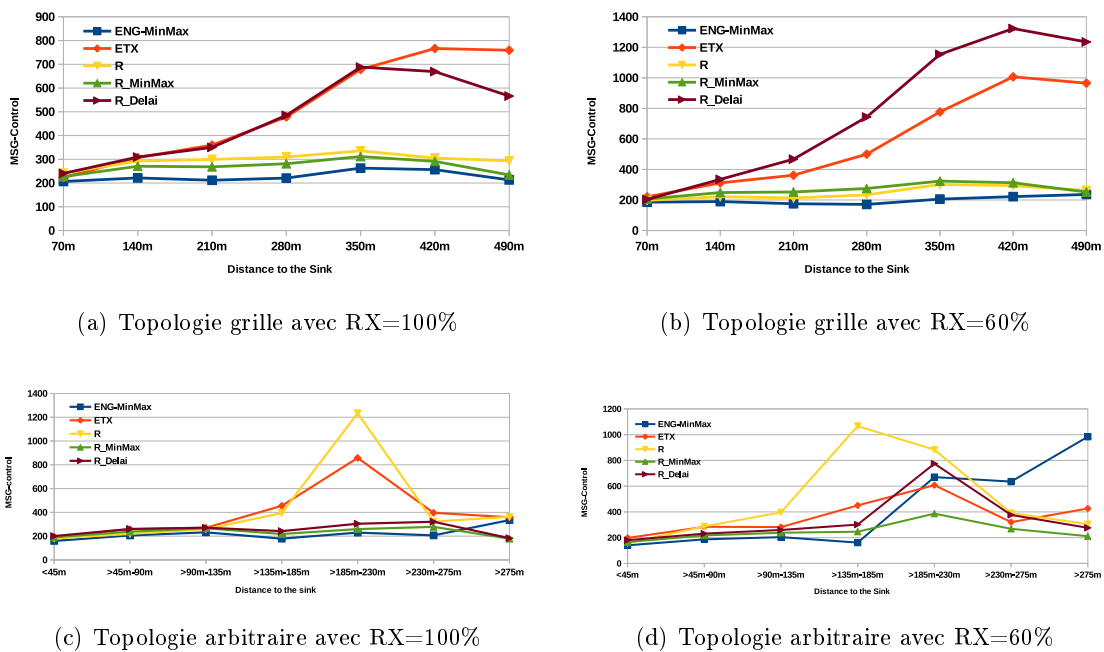 900
800
700
600
500
400
300
200
100
0
MSG-Control
ENG-MinMax
ETX
R
R_MinMax
R_Delai
70m 140m 210m 280m 350m 420m 490m
Distance to the Sink
(a) Topologie grille avec RX=100%
1400
1200
1000
800
600
400
200
0
MSG-Control
ENG-MinMax
ETX
R
R_MinMax
R_Delai
70m 140m 210m 280m 350m 420m 490m
Distance to the Sink
(b) Topologie grille avec RX=60%
1400
1200
1000
800
600
400
200
0
MSG-control
ENG-MinMax
ETX
R
R_MinMax
R_Delai
<45m >45m-90m >90m-135m >135m-185m >185m-230m >230m-275m >275m
Distance to the sink
(c) Topologie arbitraire avec RX=100%
1200
1000
800
600
400
200
0
MSG-Control
ENG-MinMax
ETX
R
R_MinMax
R_Delai
<45m >45m-90m >90m-135m >135m-185m >185m-230m >230m-275m >275m
Distance to the Sink
(d) Topologie arbitraire avec RX=60%